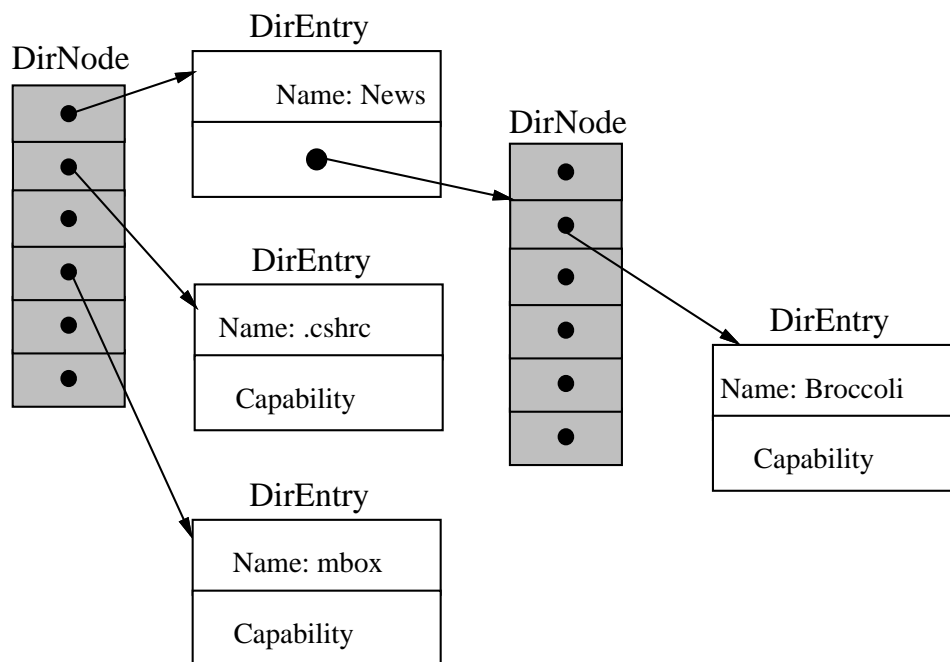 DirEntry
DirNode
Name: News
DirNode
DirEntry
Name: .cshrc
Capability
DirEntry
Name: Broccoli
Capability
DirEntry
Name: mbox
Capability